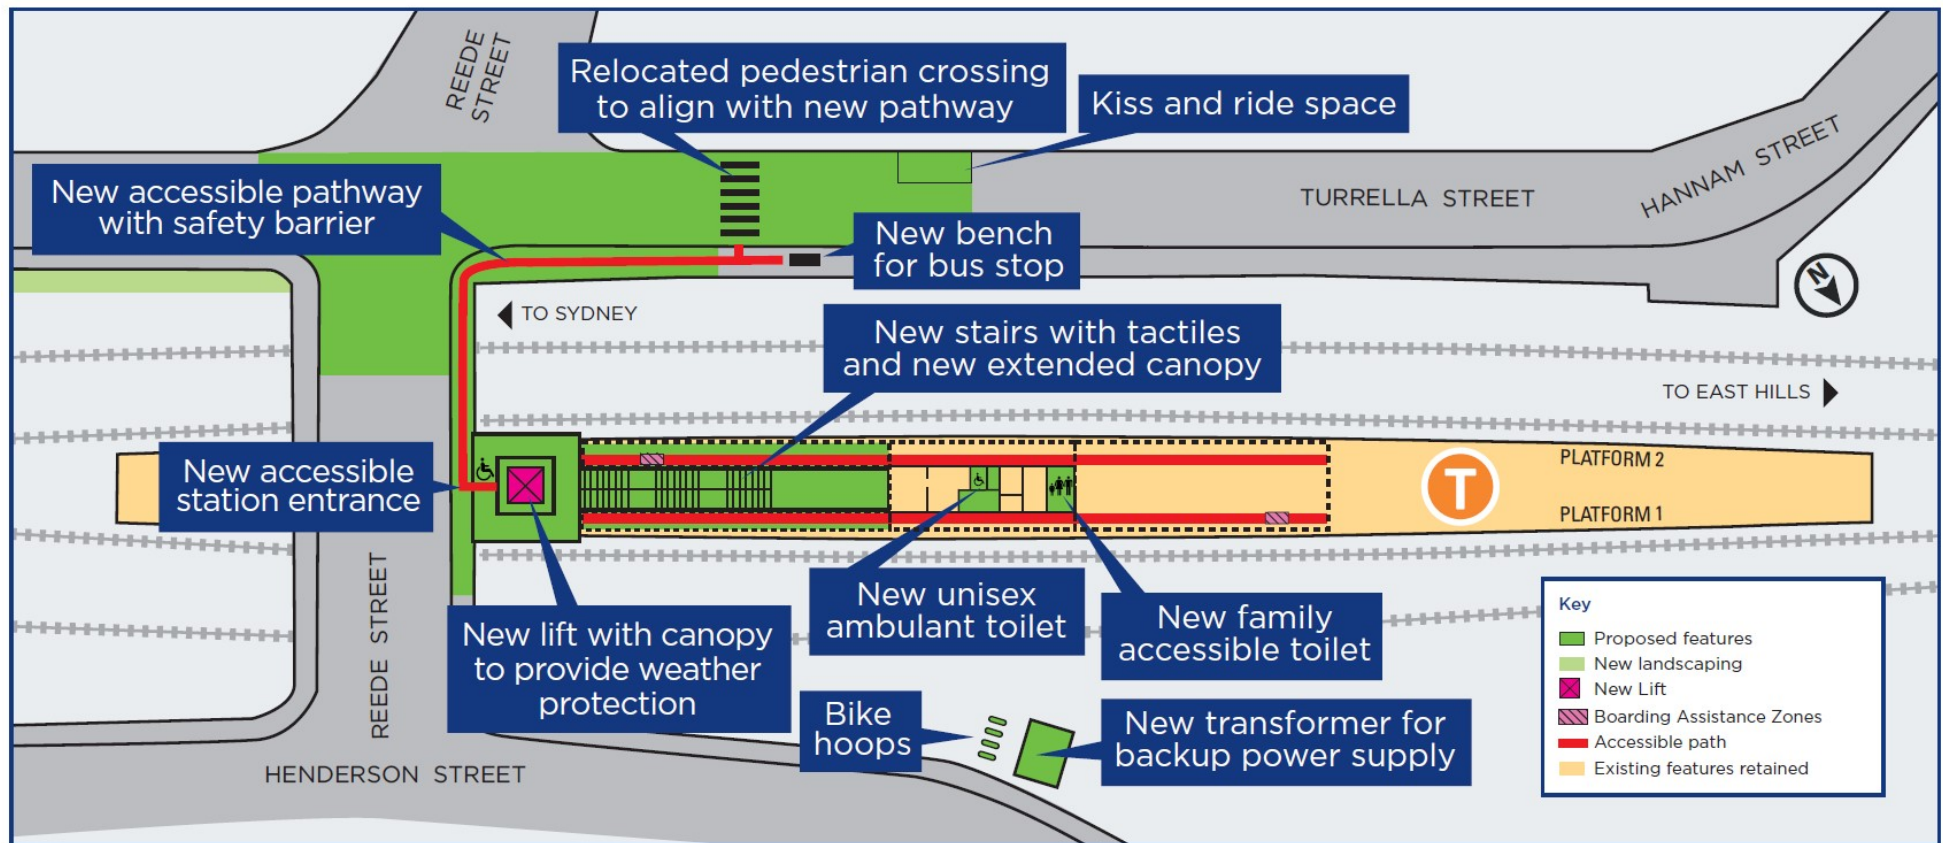 REEDE
STREET
Relocated pedestrian crossing
to align with new pathway
Kiss and ride space
HANNAM STREET
TURRELLA STREET
New accessible pathway
with safety barrier
New bench
for bus stop
N
TO SYDNEY
New stairs with tactiles
and new extended canopy
TO EAST HILLS
New accessible
station entrance
PLATFORM 2
T
PLATFORM 1
REEDE STREET
New lift with canopy
to provide weather
protection
New unisex
ambulant toilet
New family
accessible toilet
Bike
hoops
New transformer for
backup power supply
HENDERSON STREET
Key
Proposed features
New landscaping
New Lift
Boarding Assistance Zones
Accessible path
Existing features retained